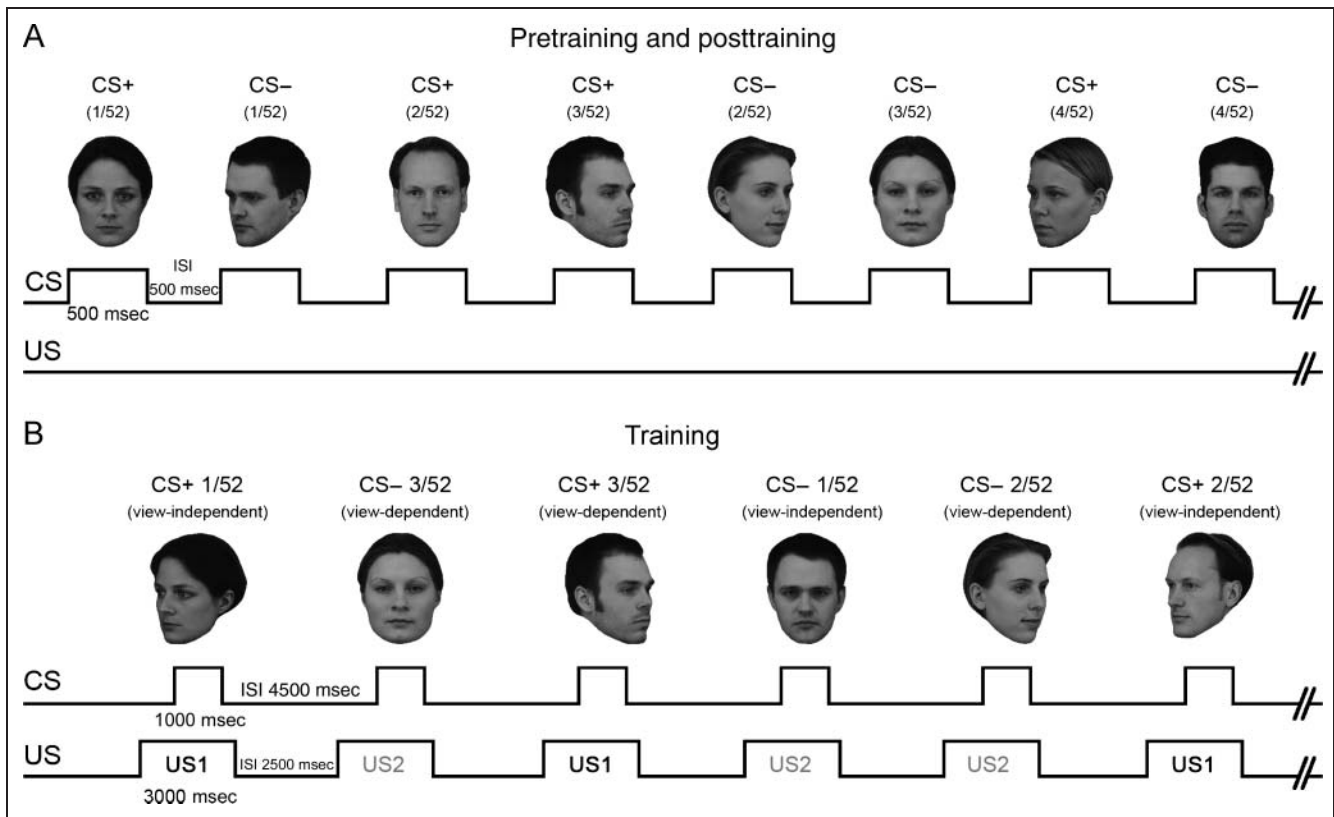 A
Pretraining and posttraining
CS+ CS– CS+ CS+ CS– CS– CS+ CS–
(1/52) (1/52) (2/52) (3/52) (2/52) (3/52) (4/52) (4/52)
ISI
CS 500 msec
500 msec
US
B
Training
CS+ 1/52 CS– 3/52 CS+ 3/52 CS– 1/52 CS– 2/52 CS+ 2/52
(view-independent) (view-dependent) (view-dependent) (view-independent) (view-dependent) (view-independent)
CS ISI 4500 msec
1000 msec
US US1 ISI 2500 msec US2 US1 US2 US2 US1
3000 msec